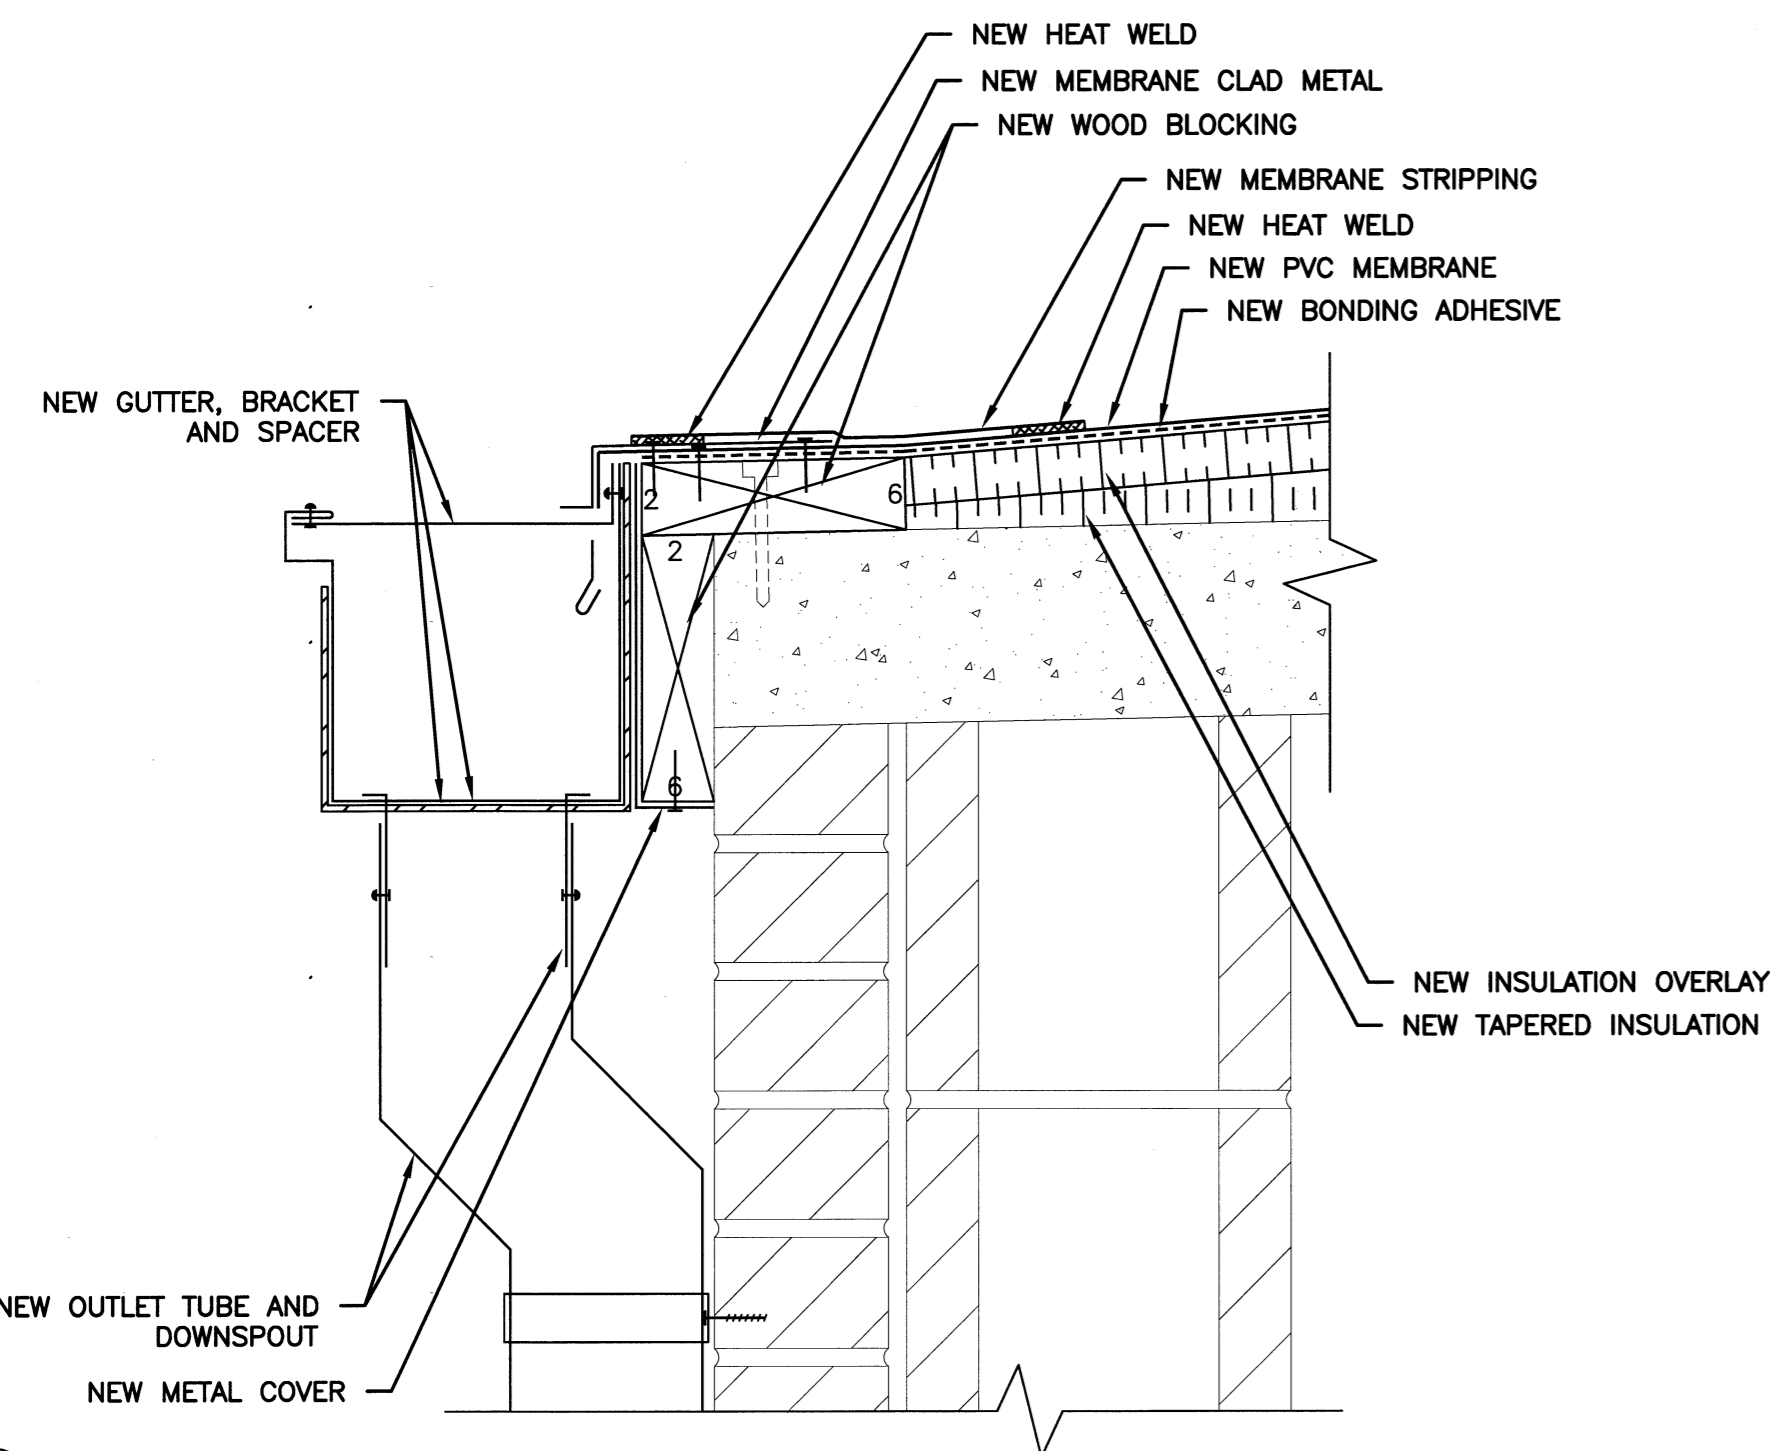 NEW HEAT WELD
NEW MEMBRANE CLAD METAL
NEW WOOD BLOCKING
NEW MEMBRANE STRIPPING
NEW HEAT WELD
NEW PVC MEMBRANE
NEW BONDING ADHESIVE
NEW GUTTER, BRACKET
AND SPACER
2
6
2
6
NEW INSULATION OVERLAY
NEW TAPERED INSULATION
NEW OUTLET TUBE AND
DOWNSPOUT
NEW METAL COVER